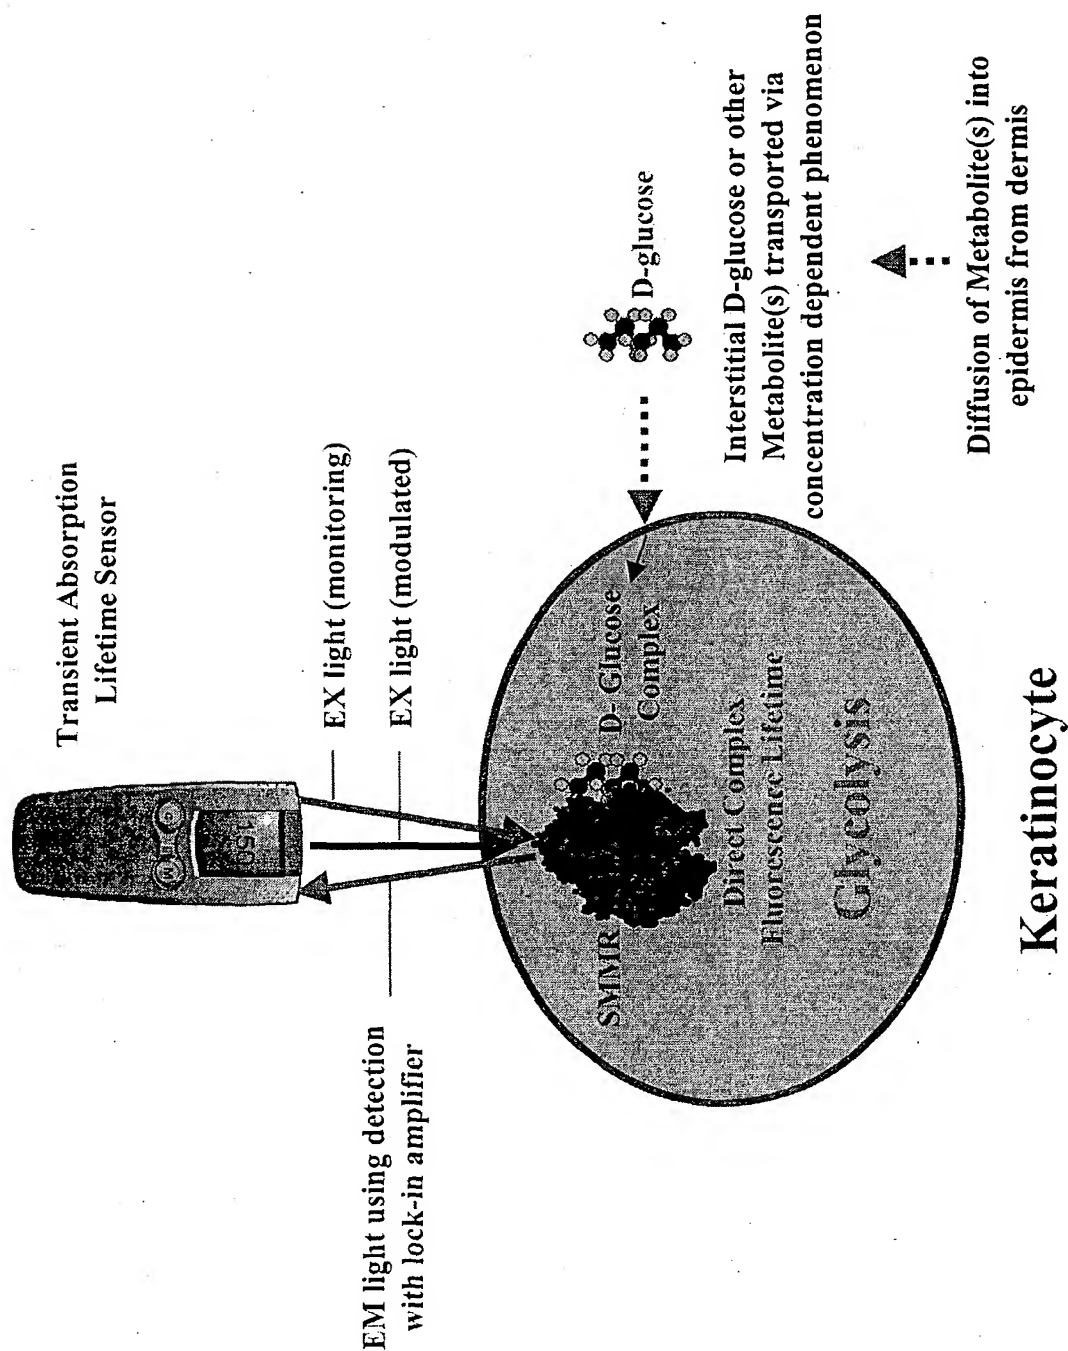 Transient Absorption
Lifetime Sensor
150
M
EX light (monitoring)
EX light (modulated)
EM light using detection
with lock-in amplifier
SMMR
D- Glucose
Complex
Direct Complex
Fluorescence Lifetime
Glycolysis
D-glucose
Interstitial D-glucose or other
Metabolite(s) transported via
concentration dependent phenomenon
Diffusion of Metabolite(s) into
epidermis from dermis
Keratinocyte